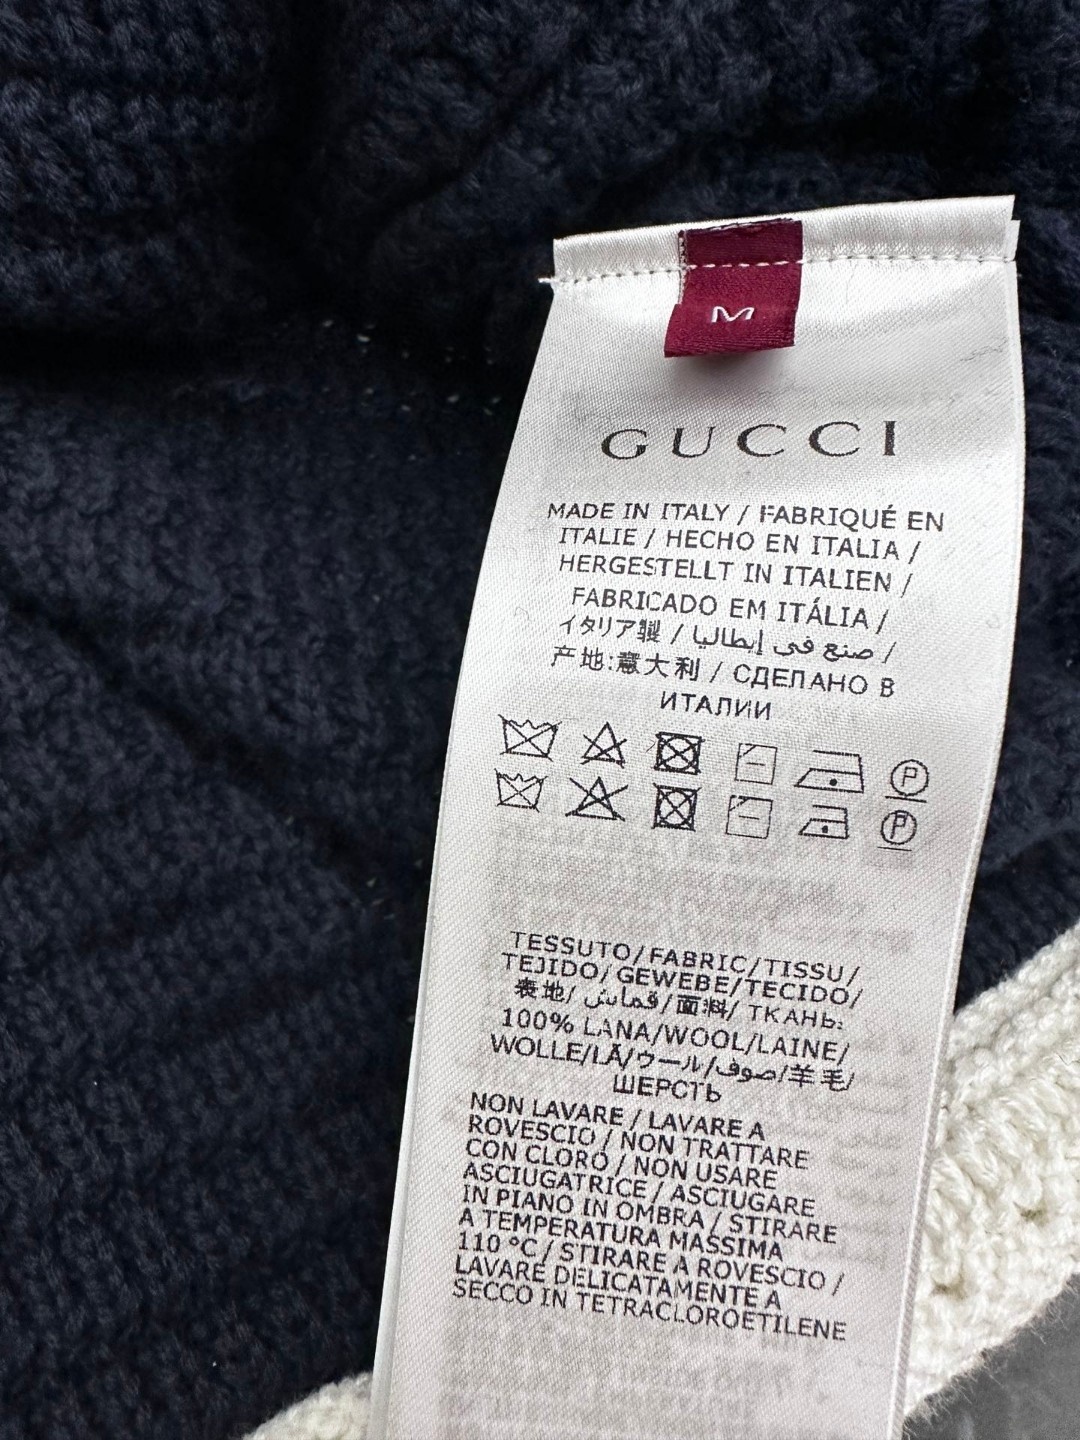 M
GUCCI
MADE IN ITALY / FABRIQUÉ EN
ITALIE / HECHO EN ITALIA /
HERGESTELLT IN ITALIEN /
FABRICADO EM ITÁLIA /
イタリア製 / صنع في إيطاليا /
产地:意大利 / СДЕЛАНО В
ИТАЛИИ
P
P
TESSUTO/FABRIC/TISSU/
TEJIDO/GEWEBE/TECIDO/
表地/ قماش/面料/ ТКАНЬ:
100% LANA/WOOL/LAINE/
WOLLE/LÃ/ウール/صوف/羊毛/
ШЕРСТЬ
NON LAVARE / LAVARE A
ROVESCIO / NON TRATTARE
CON CLORO / NON USARE
ASCIUGATRICE / ASCIUGARE
IN PIANO IN OMBRA / STIRARE
A TEMPERATURA MASSIMA
110 °C / STIRARE A ROVESCIO /
LAVARE DELICATAMENTE A
SECCO IN TETRACLOROETILENE